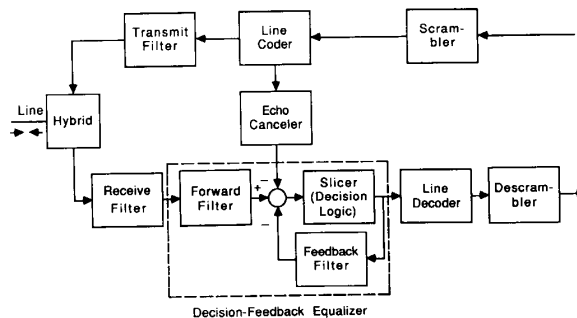 Transmit
Filter
Line
Coder
Scram-
bler
Line
Hybrid
Echo
Canceler
Receive
Filter
Forward
Filter
+
−
−
Slicer
(Decision
Logic)
Line
Decoder
Descram-
bler
Feedback
Filter
Decision-Feedback Equalizer